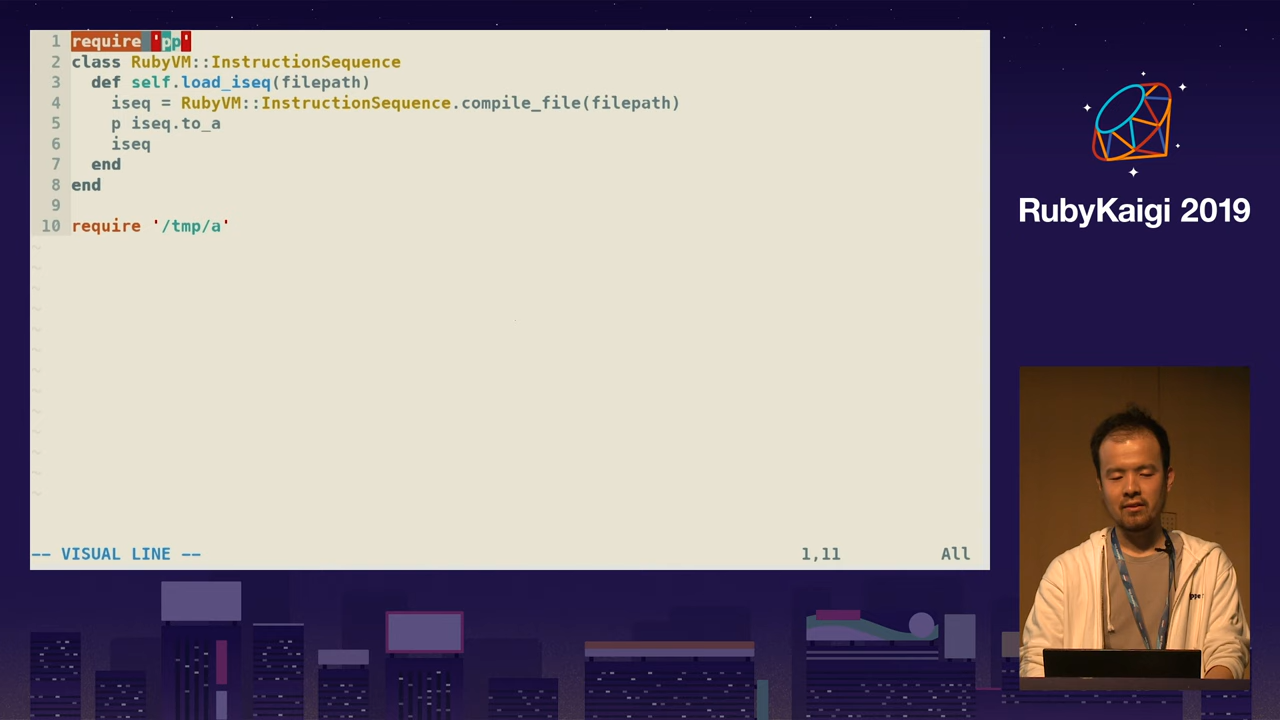 1 require 'pp'
2 class RubyVM::InstructionSequence
3   def self.load_iseq(filepath)
4     iseq = RubyVM::InstructionSequence.compile_file(filepath)
5     p iseq.to_a
6     iseq
7   end
8 end
9
10 require '/tmp/a'
~
~
~
~
~
~
~
~
~
~
~
~
~
-- VISUAL LINE -- 1,11 All
RubyKaigi 2019